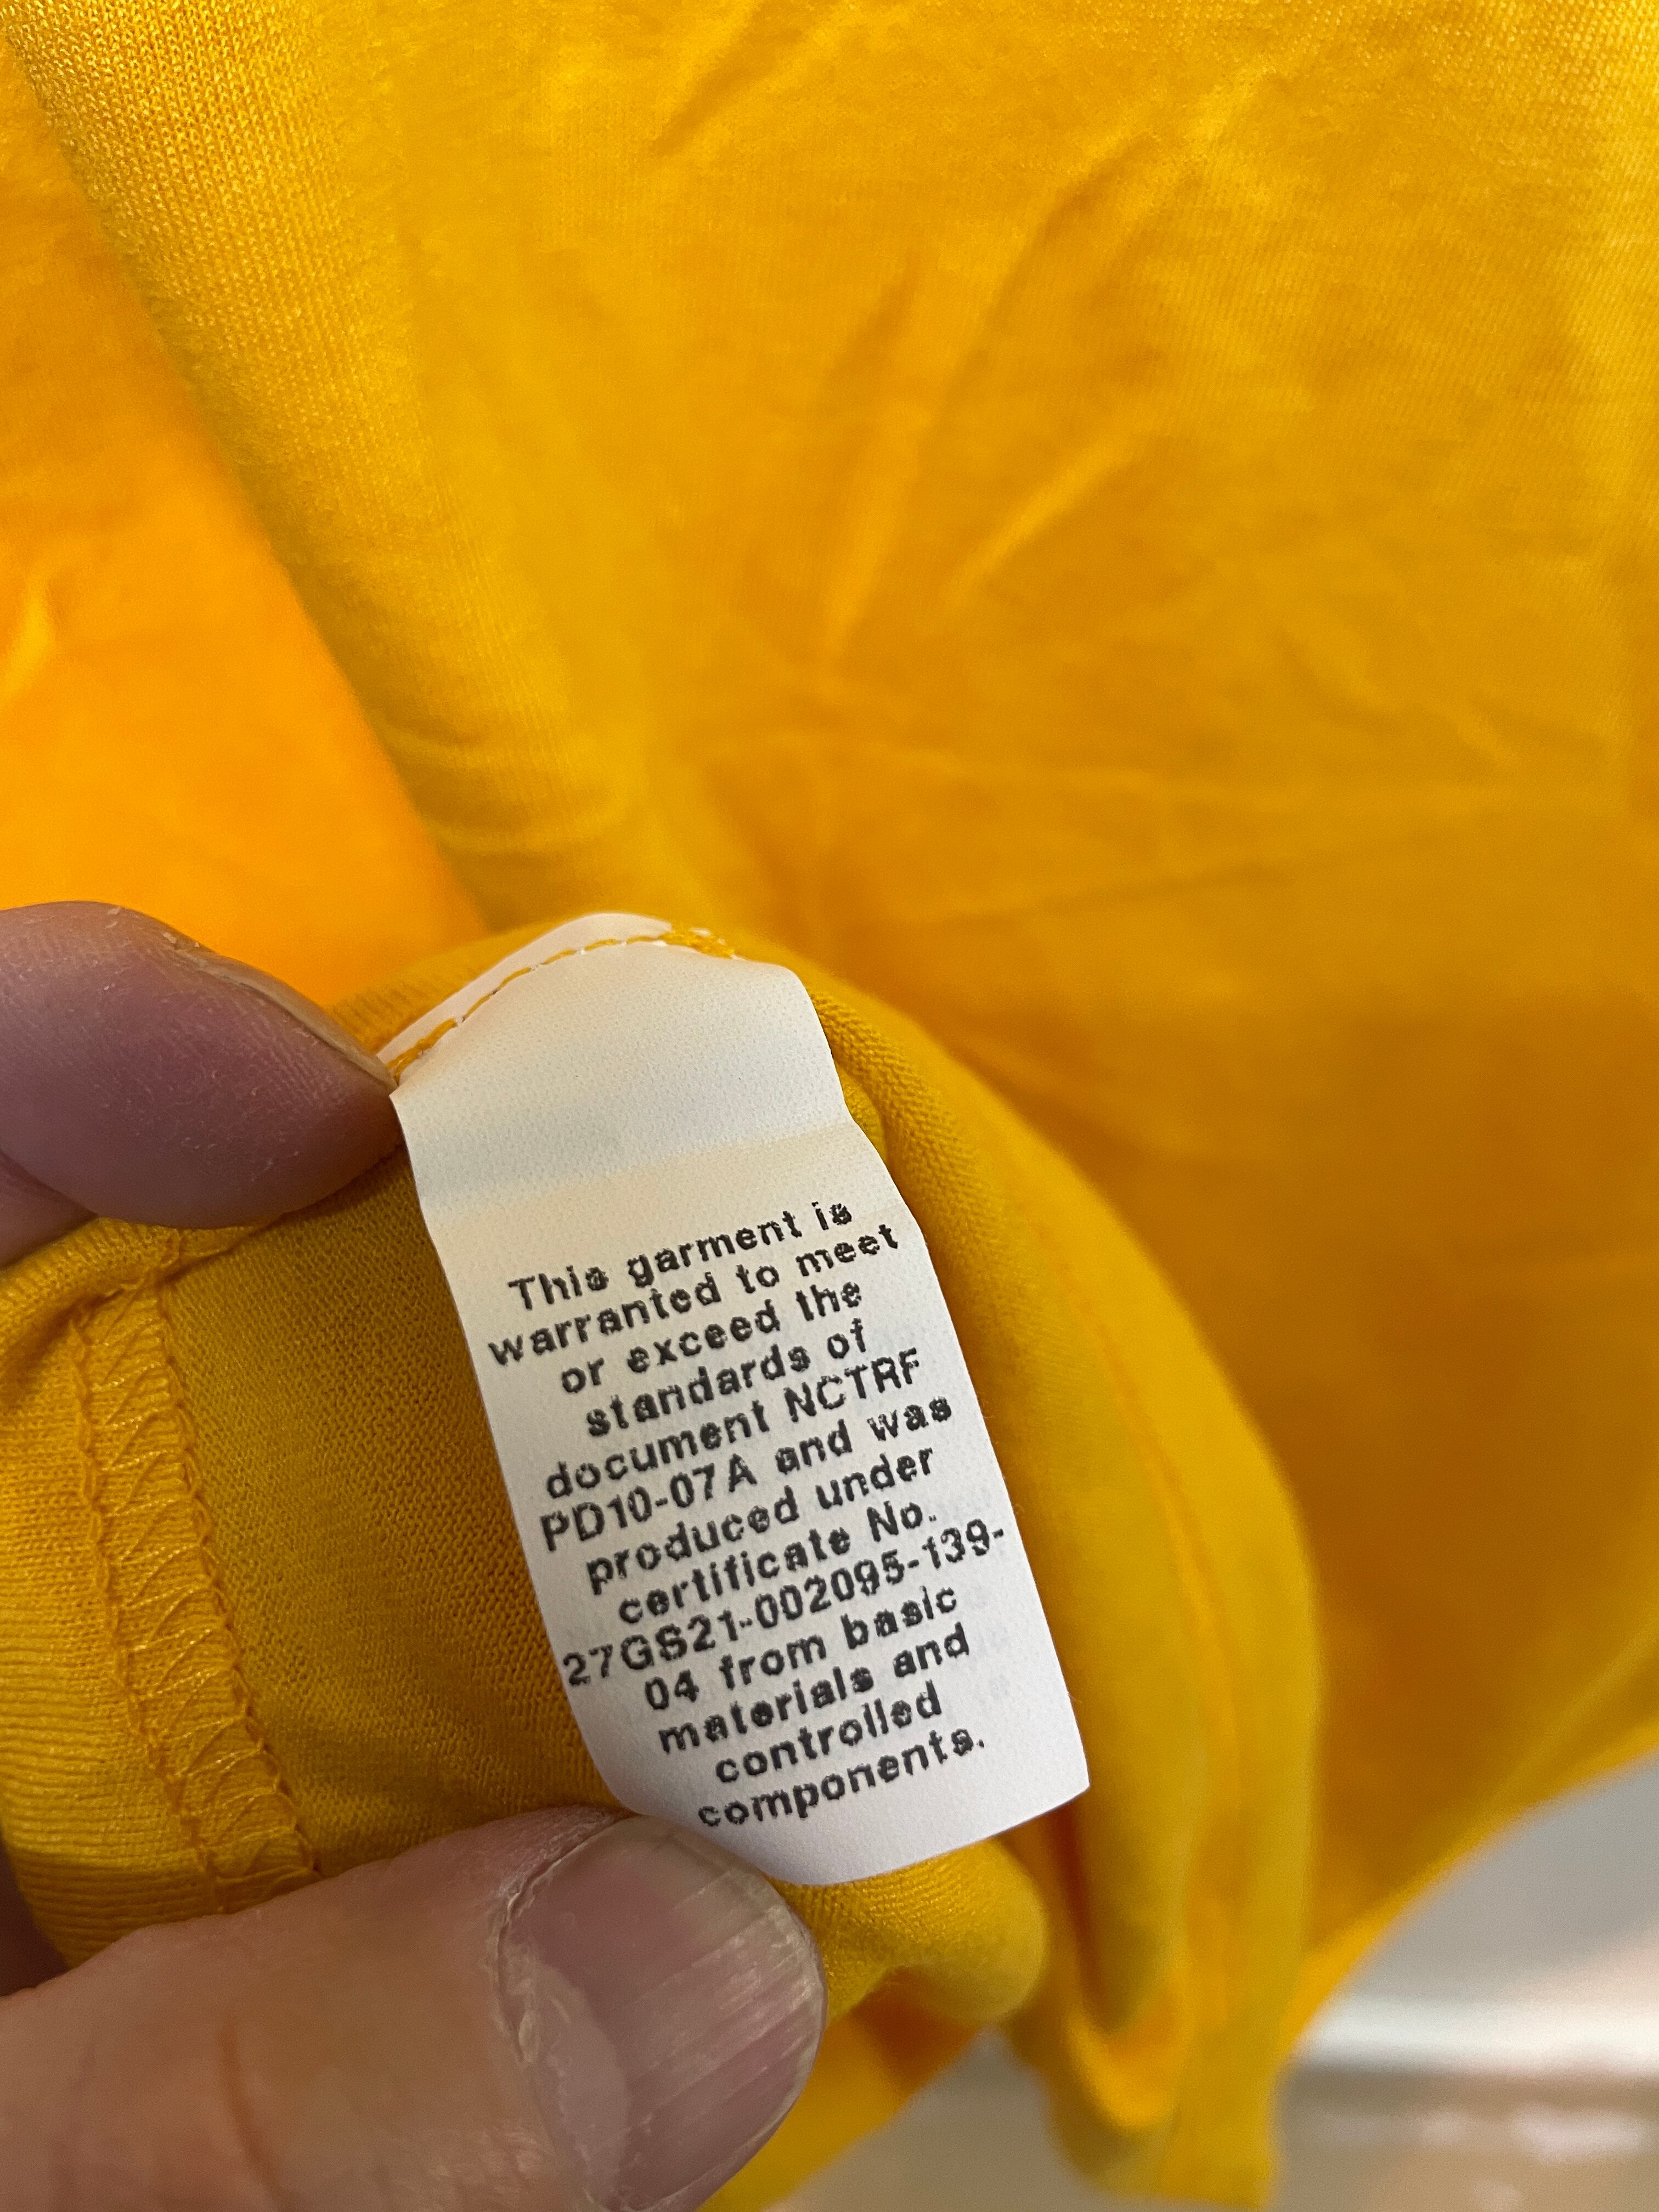 This garment is
warranted to meet
or exceed the
standards of
document NCTRF
PD10-07A and was
produced under
certificate No.
27GS21-002095-139-
04 from basic
materials and
controlled
components.